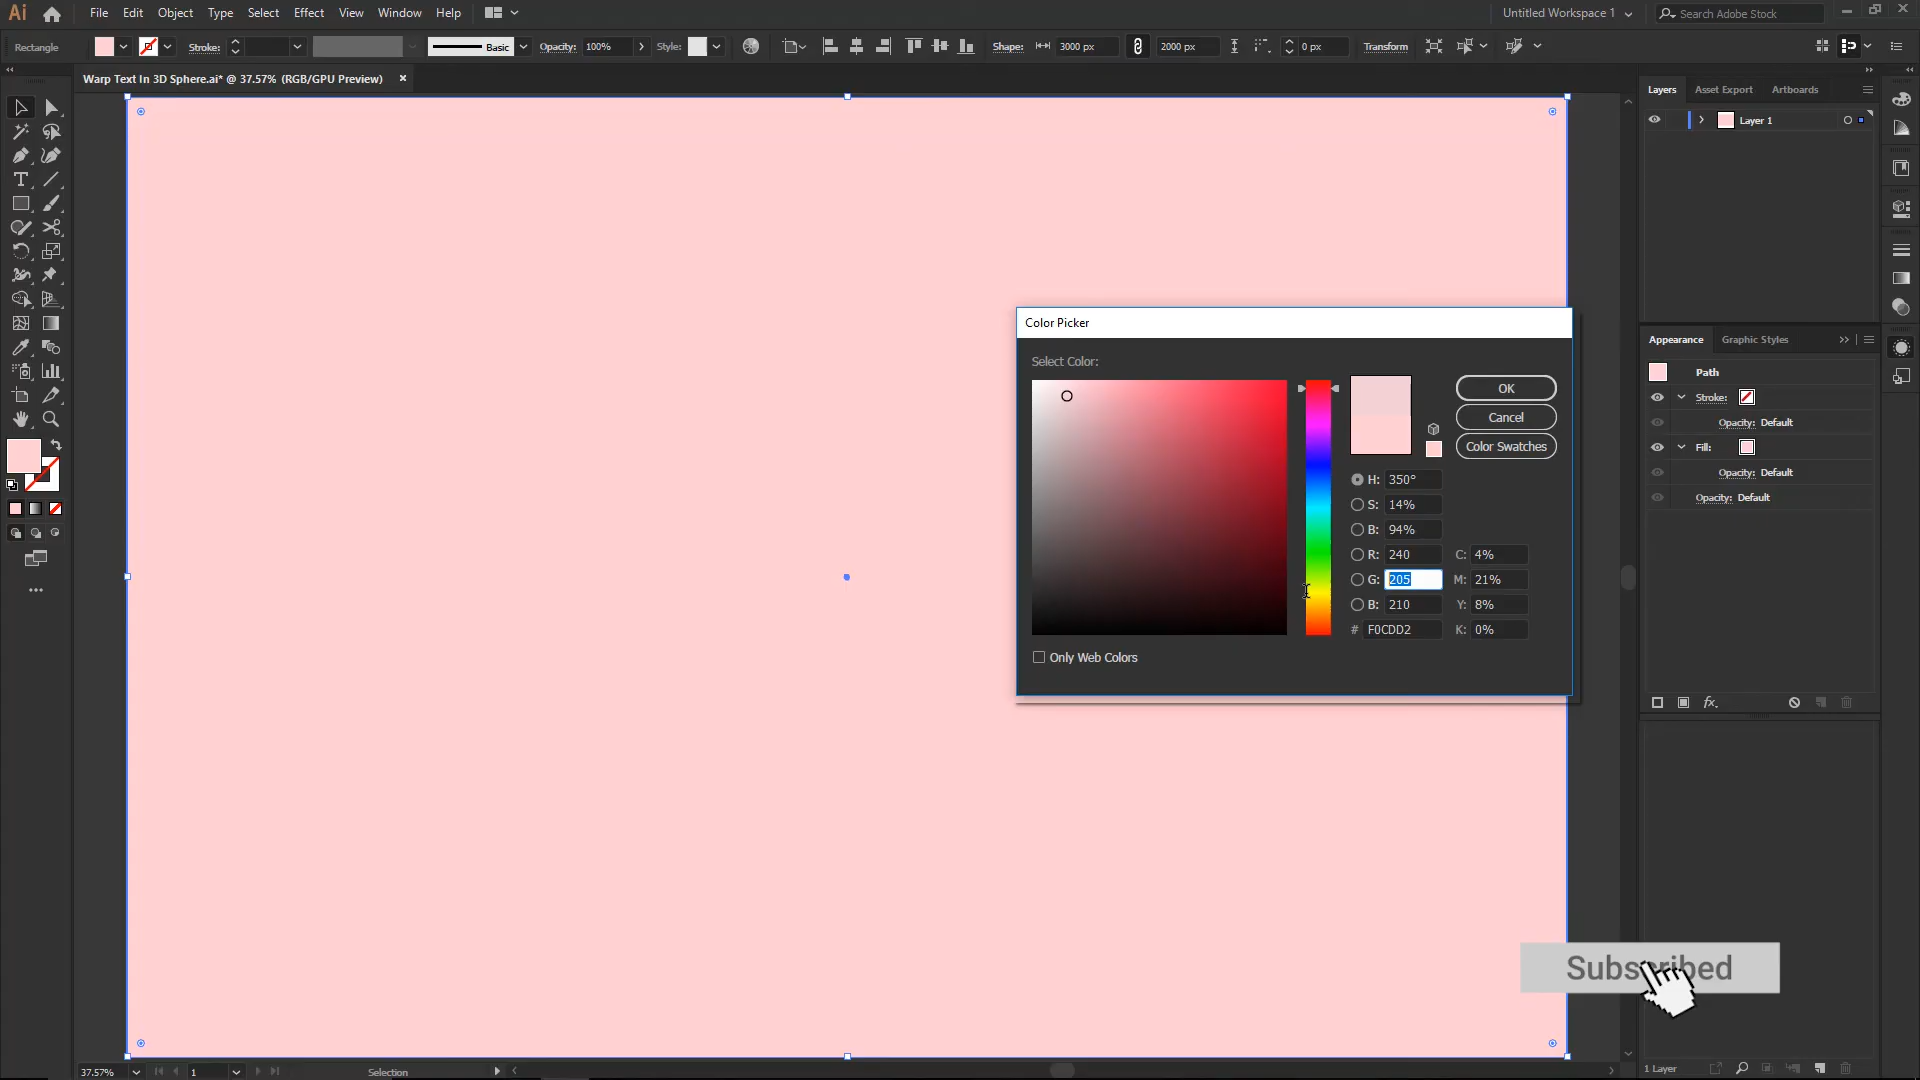 Ai File Edit Object Type Select Effect View Window Help Untitled Workspace 1 Search Adobe Stock
Rectangle Stroke: Basic Opacity: 100% Style: Shape: 3000 px 2000 px 0 px Transform
Warp Text In 3D Sphere.ai* @ 37.57% (RGB/GPU Preview) ×
Layers Asset Export Artboards
Layer 1
Color Picker
Select Color:
OK
Cancel
Color Swatches
H: 350°
S: 14%
B: 94%
R: 240 C: 4%
G: 205 M: 21%
B: 210 Y: 8%
# F0CDD2 K: 0%
Only Web Colors
Appearance Graphic Styles
Path
Stroke:
Opacity: Default
Fill:
Opacity: Default
Opacity: Default
fx.
Subscribed
37.57% 1 Selection 1 Layer